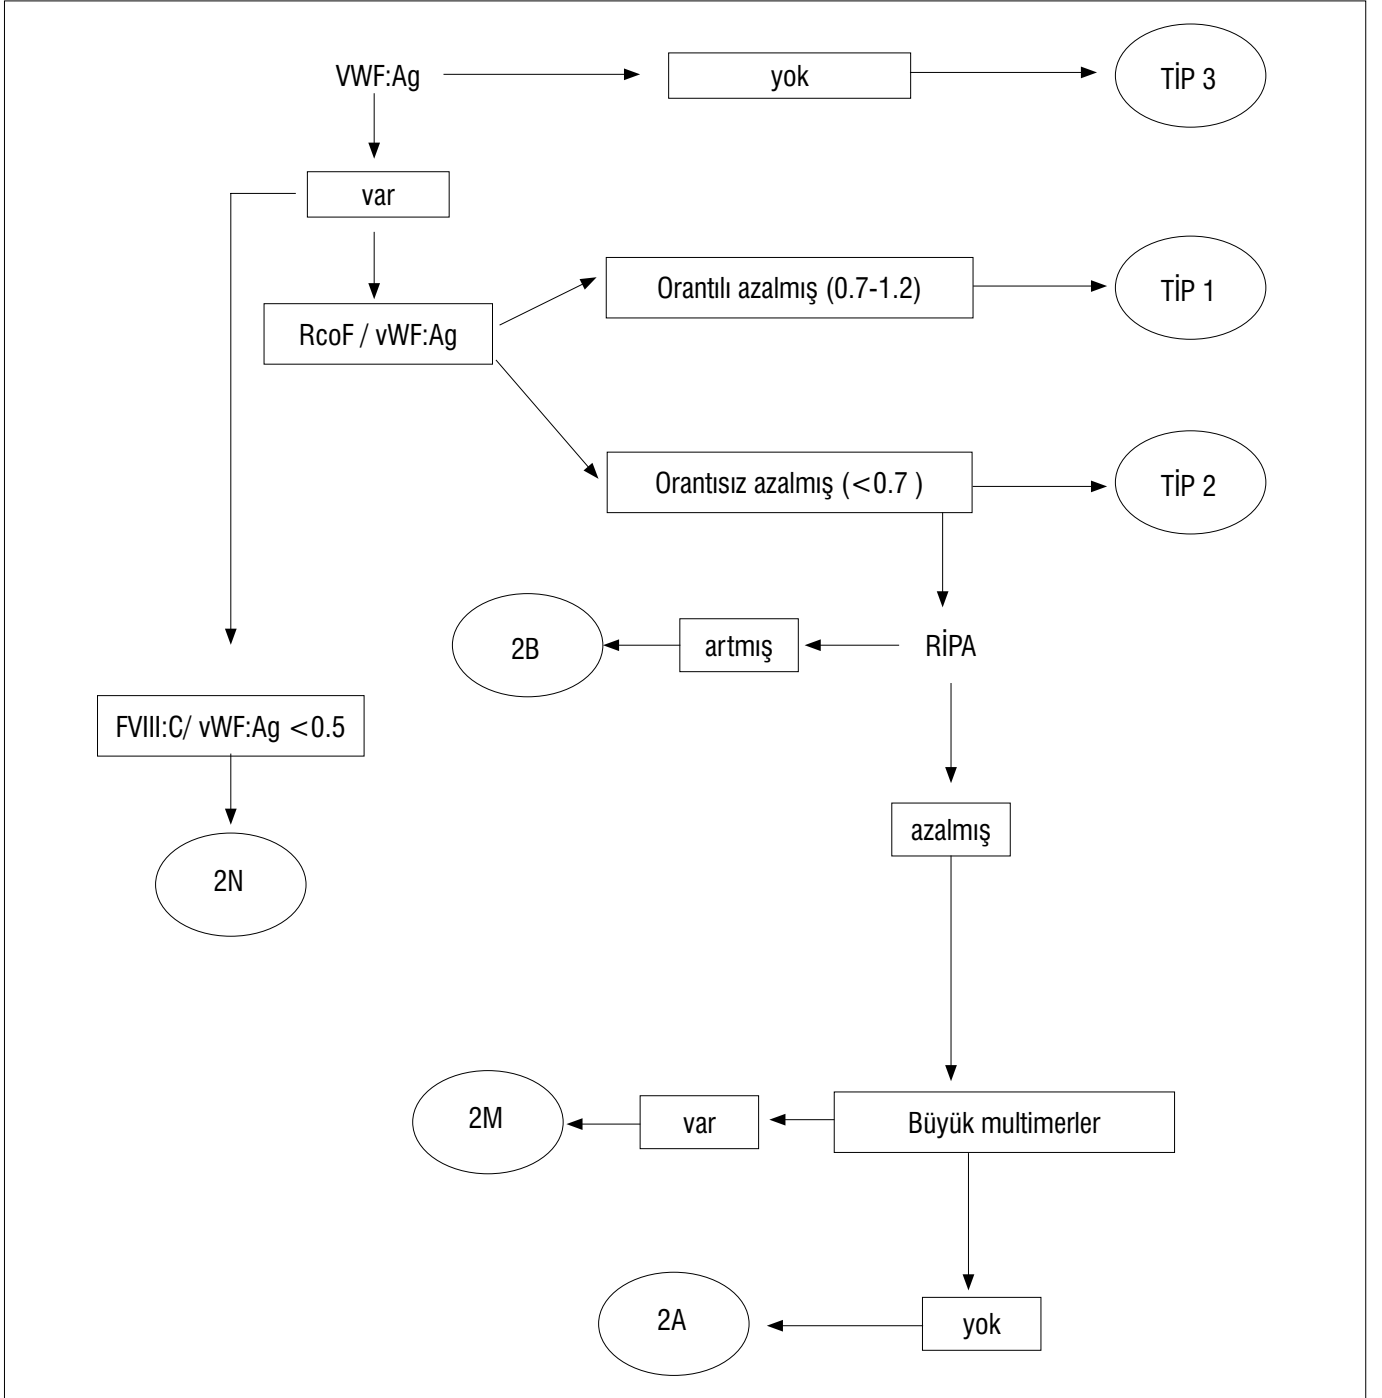 VWF:Ag
yok
TİP 3
var
Orantılı azalmış (0.7-1.2)
TİP 1
RcoF / vWF:Ag
Orantısız azalmış (<0.7 )
TİP 2
2B
artmış
RİPA
FVIII:C/ vWF:Ag <0.5
azalmış
2N
2M
var
Büyük multimerler
2A
yok